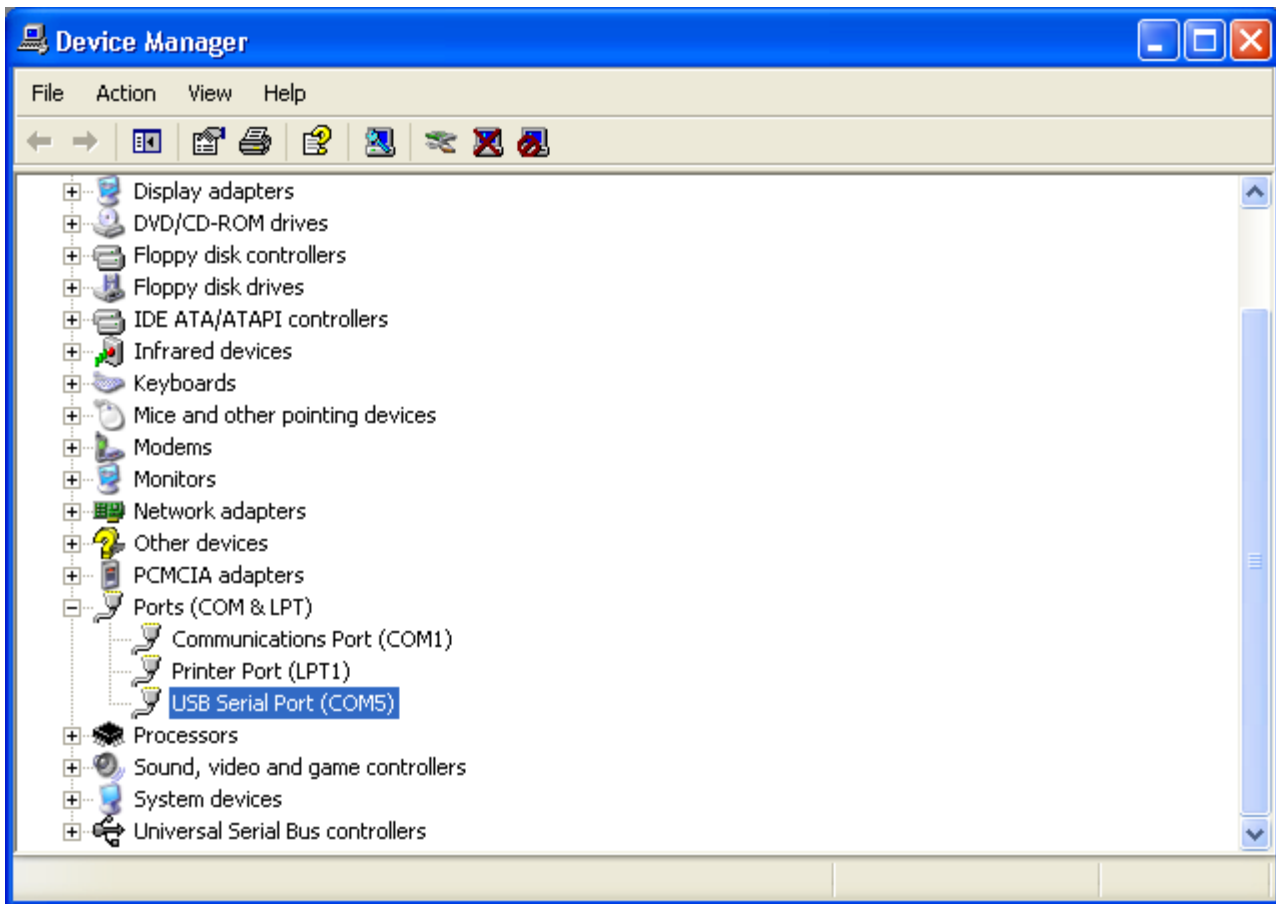 Device Manager
File Action View Help
Display adapters
DVD/CD-ROM drives
Floppy disk controllers
Floppy disk drives
IDE ATA/ATAPI controllers
Infrared devices
Keyboards
Mice and other pointing devices
Modems
Monitors
Network adapters
Other devices
PCMCIA adapters
Ports (COM & LPT)
Communications Port (COM1)
Printer Port (LPT1)
USB Serial Port (COM5)
Processors
Sound, video and game controllers
System devices
Universal Serial Bus controllers